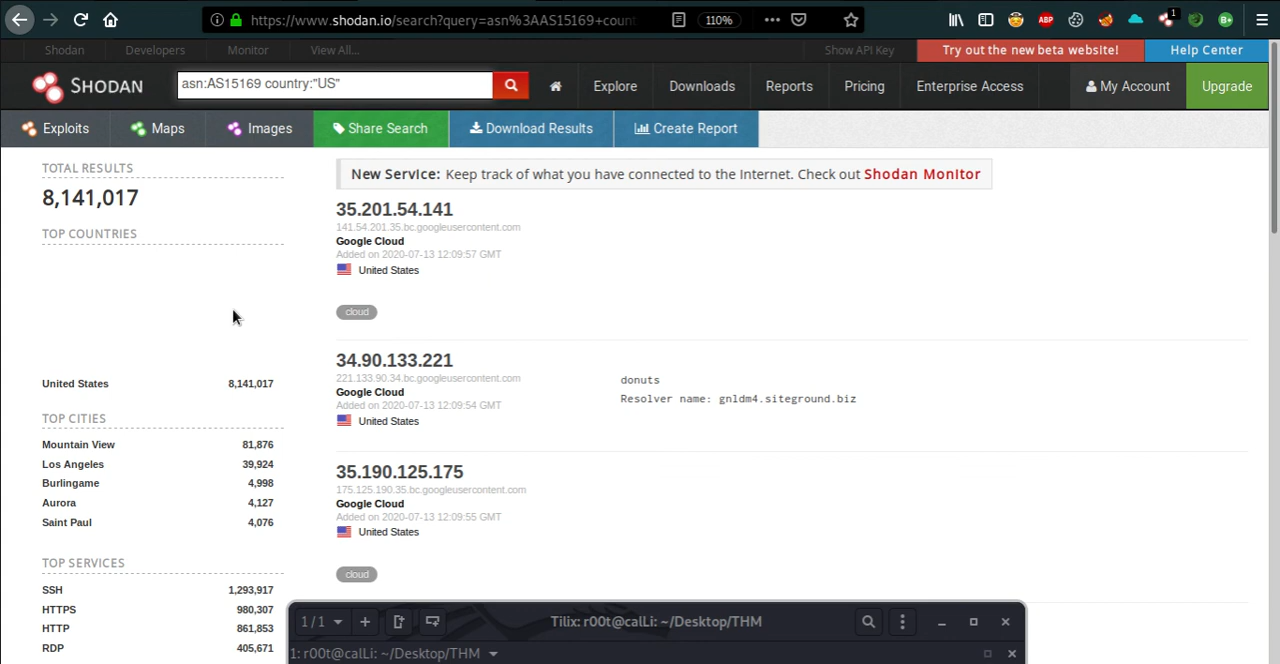 https://www.shodan.io/search?query=asn%3AAS15169+count
110%
ABP
1
B+
Shodan
Developers
Monitor
View All...
Show API Key
Try out the new beta website!
Help Center
SHODAN
asn:AS15169 country:"US"
Explore
Downloads
Reports
Pricing
Enterprise Access
My Account
Upgrade
Exploits
Maps
Images
Share Search
Download Results
Create Report
TOTAL RESULTS
8,141,017
TOP COUNTRIES
United States 8,141,017
TOP CITIES
Mountain View 81,876
Los Angeles 39,924
Burlingame 4,998
Aurora 4,127
Saint Paul 4,076
TOP SERVICES
SSH 1,293,917
HTTPS 980,307
HTTP 861,853
RDP 405,671
New Service: Keep track of what you have connected to the Internet. Check out Shodan Monitor
35.201.54.141
141.54.201.35.bc.googleusercontent.com
Google Cloud
Added on 2020-07-13 12:09:57 GMT
United States
cloud
34.90.133.221
221.133.90.34.bc.googleusercontent.com
Google Cloud
Added on 2020-07-13 12:09:54 GMT
United States
donuts
Resolver name: gnldm4.siteground.biz
35.190.125.175
175.125.190.35.bc.googleusercontent.com
Google Cloud
Added on 2020-07-13 12:09:55 GMT
United States
cloud
1 / 1
Tilix: r00t@calLi: ~/Desktop/THM
1: r00t@calLi: ~/Desktop/THM